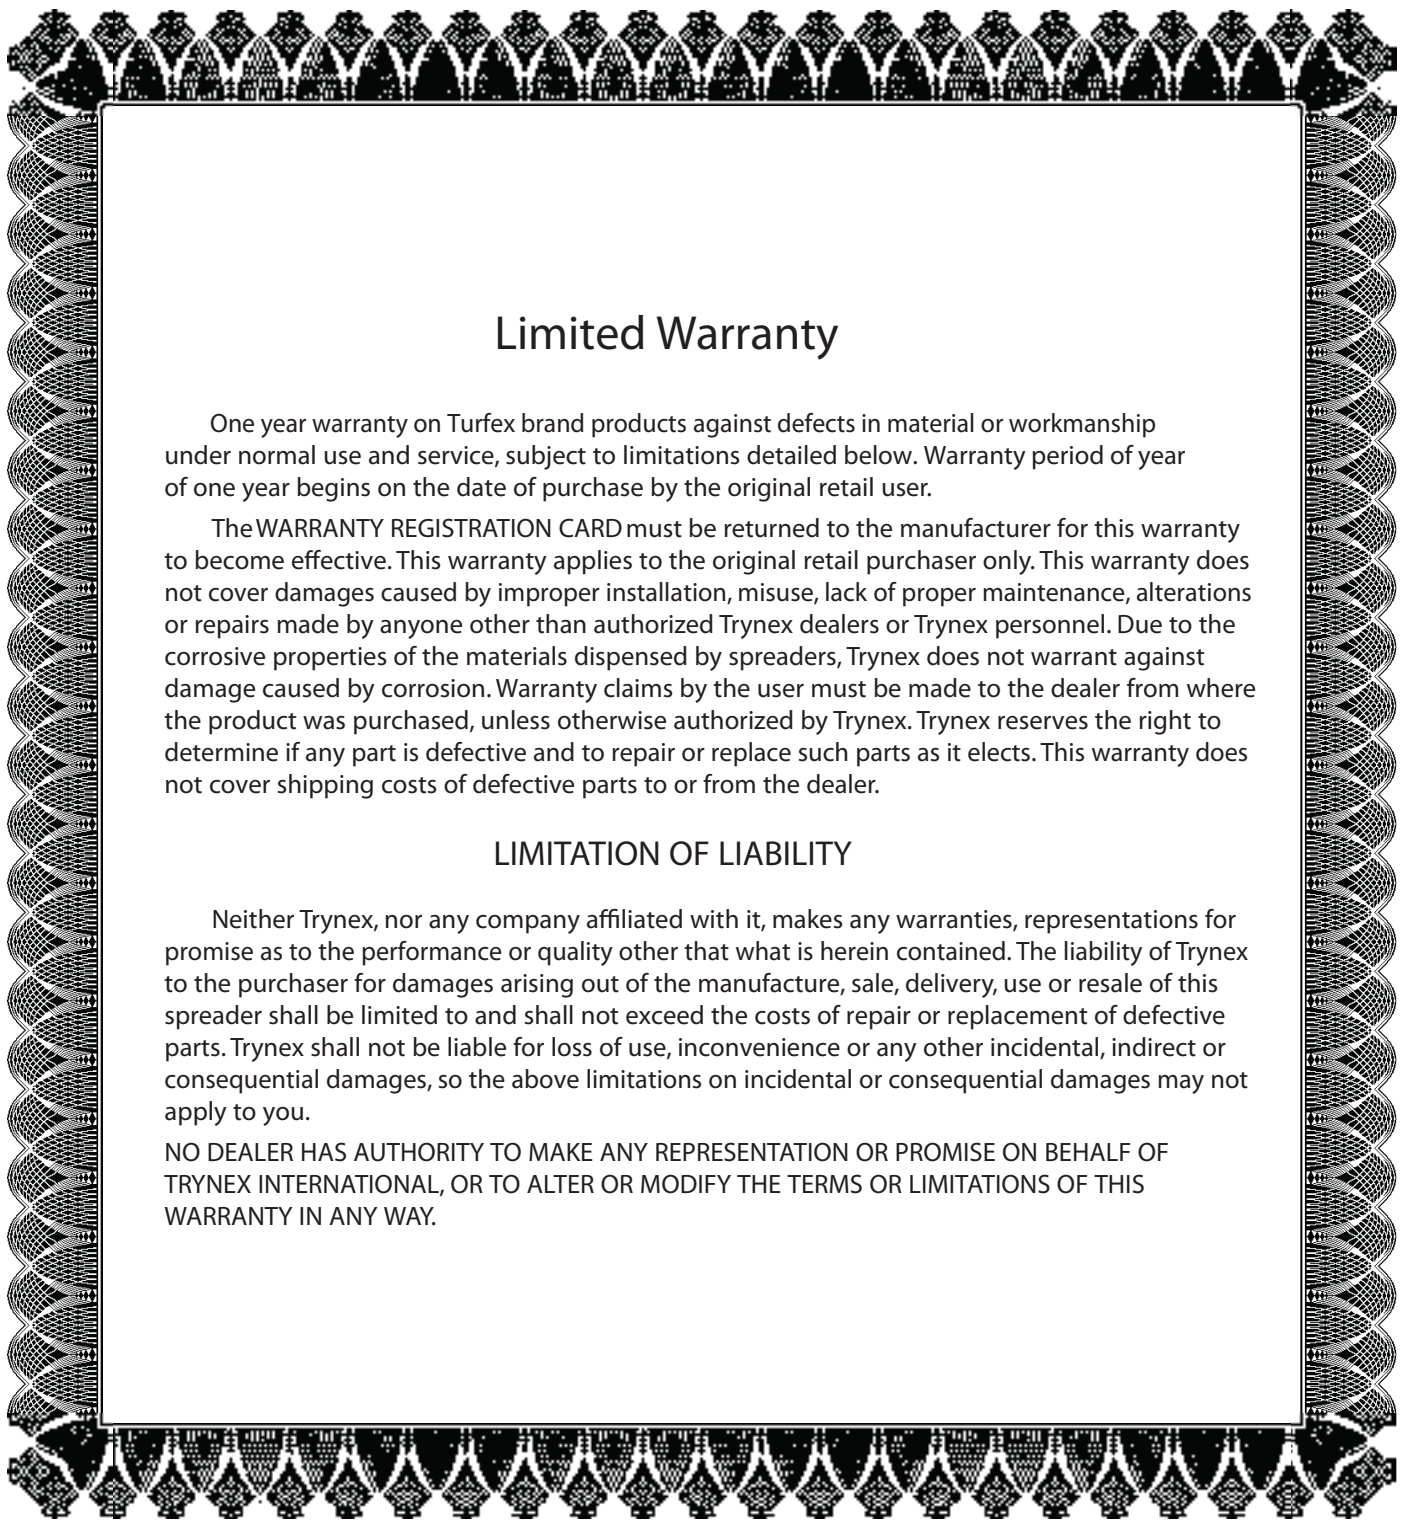 Limited Warranty
One year warranty on Turfex brand products against defects in material or workmanship
under normal use and service, subject to limitations detailed below. Warranty period of year
of one year begins on the date of purchase by the original retail user.
The WARRANTY REGISTRATION CARD must be returned to the manufacturer for this warranty
to become effective. This warranty applies to the original retail purchaser only. This warranty does
not cover damages caused by improper installation, misuse, lack of proper maintenance, alterations
or repairs made by anyone other than authorized Trynex dealers or Trynex personnel. Due to the
corrosive properties of the materials dispensed by spreaders, Trynex does not warrant against
damage caused by corrosion. Warranty claims by the user must be made to the dealer from where
the product was purchased, unless otherwise authorized by Trynex. Trynex reserves the right to
determine if any part is defective and to repair or replace such parts as it elects. This warranty does
not cover shipping costs of defective parts to or from the dealer.
LIMITATION OF LIABILITY
Neither Trynex, nor any company affiliated with it, makes any warranties, representations for
promise as to the performance or quality other that what is herein contained. The liability of Trynex
to the purchaser for damages arising out of the manufacture, sale, delivery, use or resale of this
spreader shall be limited to and shall not exceed the costs of repair or replacement of defective
parts. Trynex shall not be liable for loss of use, inconvenience or any other incidental, indirect or
consequential damages, so the above limitations on incidental or consequential damages may not
apply to you.
NO DEALER HAS AUTHORITY TO MAKE ANY REPRESENTATION OR PROMISE ON BEHALF OF
TRYNEX INTERNATIONAL, OR TO ALTER OR MODIFY THE TERMS OR LIMITATIONS OF THIS
WARRANTY IN ANY WAY.